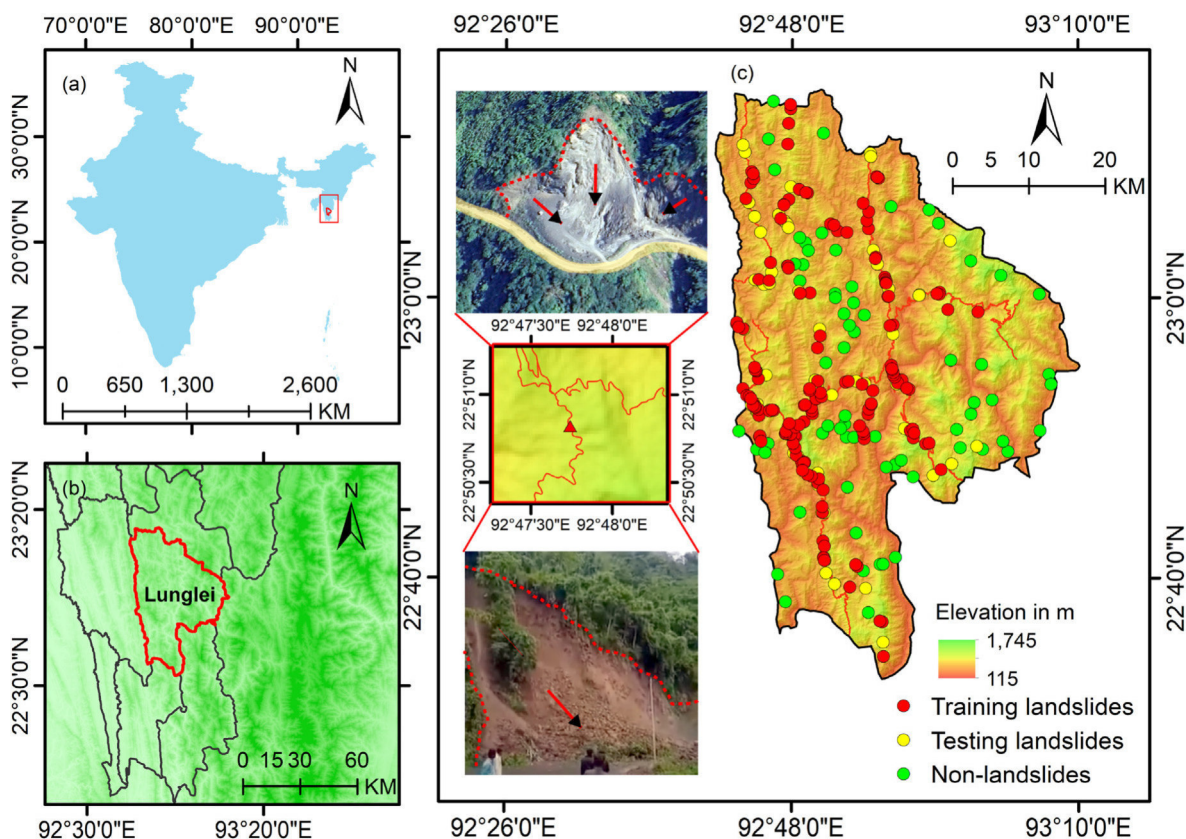 70°0'0"E 80°0'0"E 90°0'0"E
(a)
N
30°0'0"N
20°0'0"N
10°0'0"N
0 650 1,300 2,600
KM
(b)
N
Lunglei
23°20'0"N
22°30'0"N
0 15 30 60
KM
92°30'0"E 93°20'0"E
92°26'0"E 92°48'0"E 93°10'0"E
(c)
N
0 5 10 20
KM
23°0'0"N
22°40'0"N
92°47'30"E 92°48'0"E
22°51'0"N 22°51'0"N
22°50'30"N 22°50'30"N
92°47'30"E 92°48'0"E
23°0'0"N
22°40'0"N
Elevation in m
1,745
115
Training landslides
Testing landslides
Non-landslides
92°26'0"E 92°48'0"E 93°10'0"E